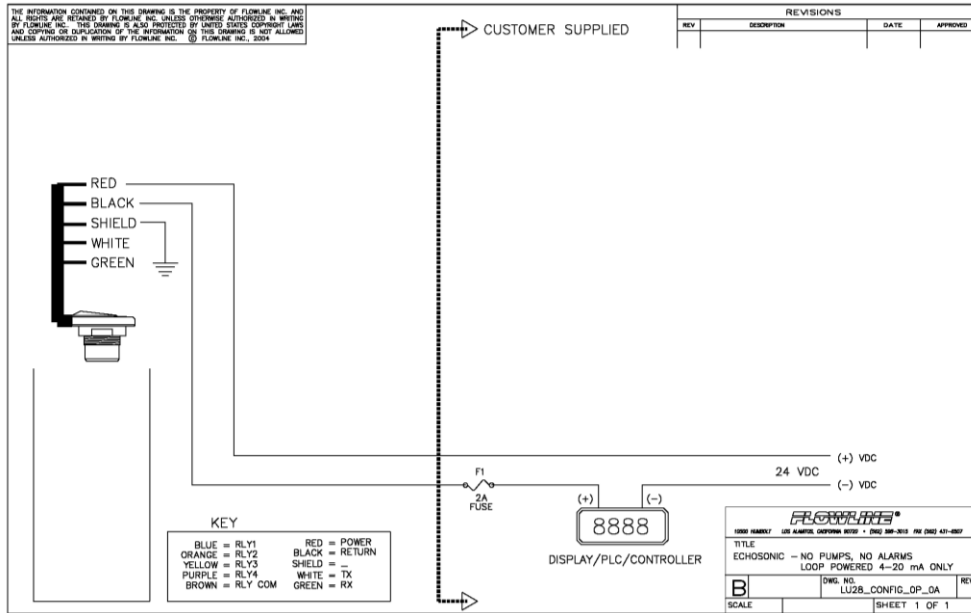 THE INFORMATION CONTAINED ON THIS DRAWING IS THE PROPERTY OF FLOWLINE INC. AND
ALL RIGHTS ARE RETAINED BY FLOWLINE INC. UNLESS OTHERWISE AUTHORIZED IN WRITING
BY FLOWLINE INC. THIS DRAWING IS ALSO PROTECTED BY UNITED STATES COPYRIGHT LAWS
AND COPYING OR DUPLICATION OF THE INFORMATION ON THIS DRAWING IS NOT ALLOWED
UNLESS AUTHORIZED IN WRITING BY FLOWLINE INC. © FLOWLINE INC., 2004
CUSTOMER SUPPLIED
REVISIONS
REV DESCRIPTION DATE APPROVED
RED
BLACK
SHIELD
WHITE
GREEN
(+) VDC
24 VDC
(-) VDC
F1
2A
FUSE
(+) (-)
8888
DISPLAY/PLC/CONTROLLER
KEY
BLUE = RLY1
ORANGE = RLY2
YELLOW = RLY3
PURPLE = RLY4
BROWN = RLY COM
RED = POWER
BLACK = RETURN
SHIELD = _
WHITE = TX
GREEN = RX
FLOWLINE®
HUMBOLT LOS ALAMITOS, CALIFORNIA FAX
TITLE
ECHOSONIC - NO PUMPS, NO ALARMS
LOOP POWERED 4-20 mA ONLY
B
DWG. NO.
LU28_CONFIG_0P_0A
REV
SCALE
SHEET 1 OF 1